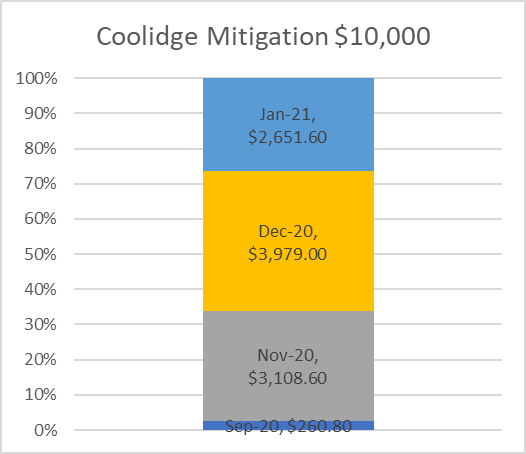 Coolidge Mitigation $10,000
100%
90%
80%
70%
60%
50%
40%
30%
20%
10%
0%
Jan-21,
$2,651.60
Dec-20,
$3,979.00
Nov-20,
$3,108.60
Sep-20, $260.80